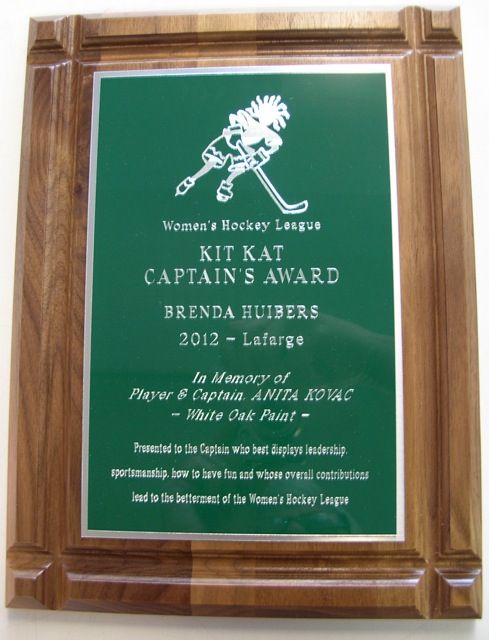 Women's Hockey League
KIT KAT
CAPTAIN'S AWARD
BRENDA HUIBERS
2012 - Lafarge
In Memory of
Player & Captain, ANITA KOVAC
- White Oak Paint -
Presented to the Captain who best displays leadership,
sportsmanship, how to have fun and whose overall contributions
lead to the betterment of the Women's Hockey League